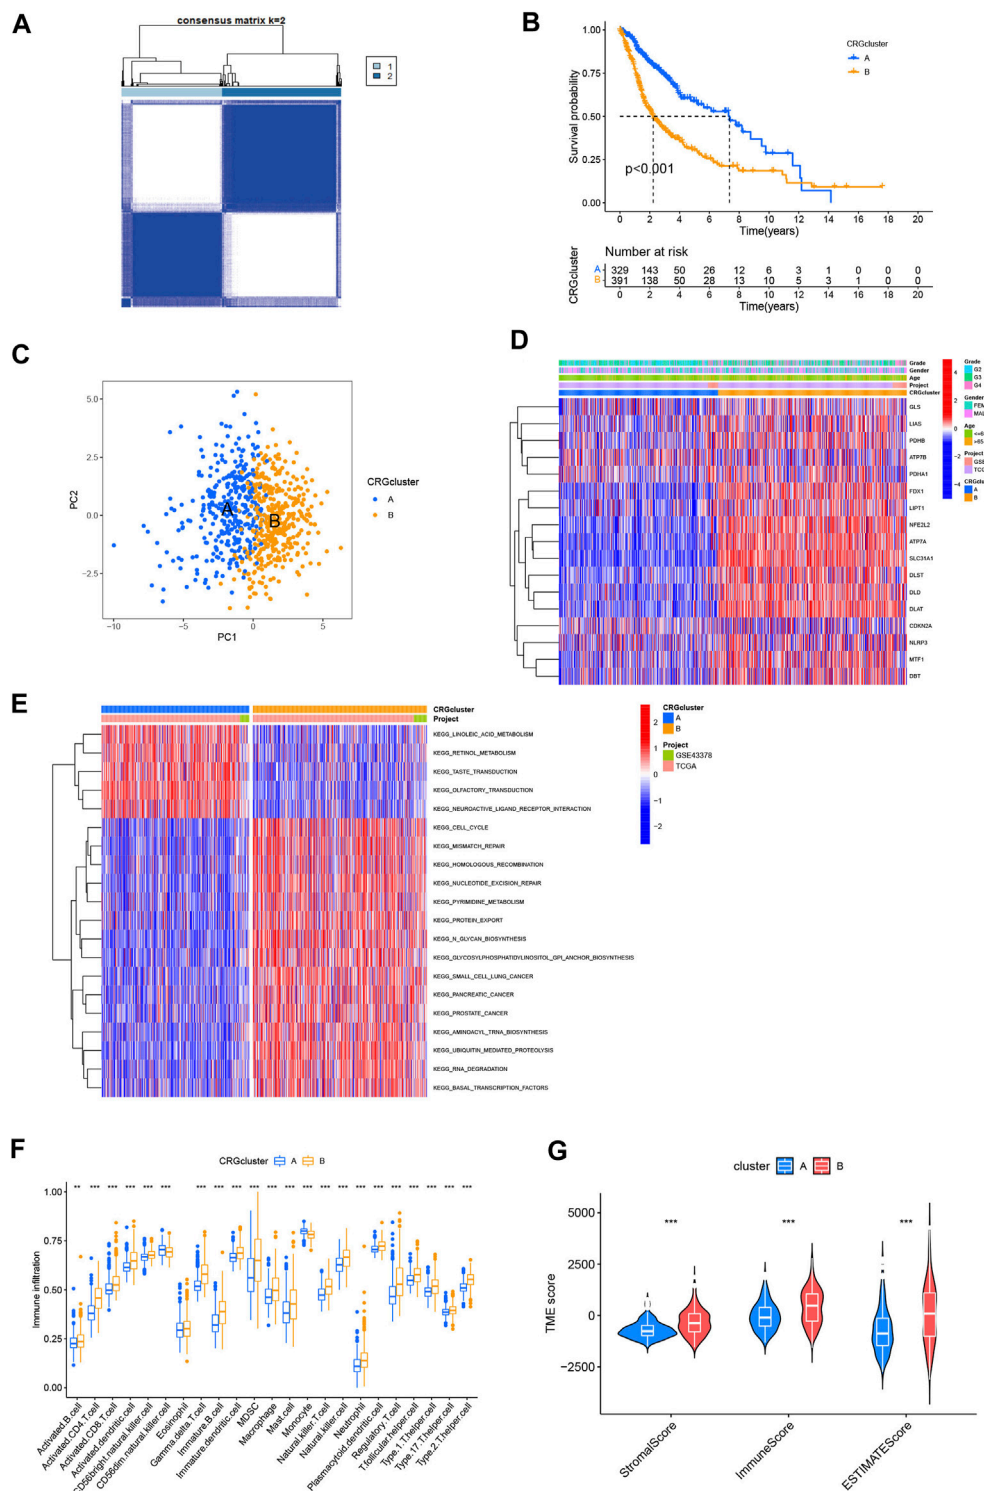 A
consensus matrix k=2
1
2
B
CRGcluster
A
B
Survival probability
1.00
0.75
0.50
0.25
0.00
p<0.001
0 2 4 6 8 10 12 14 16 18 20
Time(years)
Number at risk
CRGcluster
A 329 143 50 26 12 6 3 1 0 0 0
B 391 138 50 28 13 10 5 3 1 0 0
0 2 4 6 8 10 12 14 16 18 20
Time(years)
C
PC2
5.0
2.5
0.0
−2.5
A
B
−10 −5 0 5
PC1
CRGcluster
A
B
D
Grade
Gender
Age
Project
CRGcluster
GLS
LIAS
PDHB
ATP7B
PDHA1
FDX1
LIPT1
NFE2L2
ATP7A
SLC31A1
DLST
DLD
DLAT
CDKN2A
NLRP3
MTF1
DBT
4
2
0
−2
−4
Grade
G2
G3
G4
Gender
FEM
MAL
Age
<=6
>65
Project
GSE
TCG
CRGcl
A
B
E
CRGcluster
Project
KEGG_LINOLEIC_ACID_METABOLISM
KEGG_RETINOL_METABOLISM
KEGG_TASTE_TRANSDUCTION
KEGG_OLFACTORY_TRANSDUCTION
KEGG_NEUROACTIVE_LIGAND_RECEPTOR_INTERACTION
KEGG_CELL_CYCLE
KEGG_MISMATCH_REPAIR
KEGG_HOMOLOGOUS_RECOMBINATION
KEGG_NUCLEOTIDE_EXCISION_REPAIR
KEGG_PYRIMIDINE_METABOLISM
KEGG_PROTEIN_EXPORT
KEGG_N_GLYCAN_BIOSYNTHESIS
KEGG_GLYCOSYLPHOSPHATIDYLINOSITOL_GPI_ANCHOR_BIOSYNTHESIS
KEGG_SMALL_CELL_LUNG_CANCER
KEGG_PANCREATIC_CANCER
KEGG_PROSTATE_CANCER
KEGG_AMINOACYL_TRNA_BIOSYNTHESIS
KEGG_UBIQUITIN_MEDIATED_PROTEOLYSIS
KEGG_RNA_DEGRADATION
KEGG_BASAL_TRANSCRIPTION_FACTORS
2
1
0
−1
−2
CRGcluster
A
B
Project
GSE43378
TCGA
F
CRGcluster A B
** *** *** *** *** *** *** *** *** *** *** *** *** *** *** *** *** *** *** *** *** ***
Immune infiltration
1.00
0.75
0.50
0.25
0.00
Activated.B.cell
Activated.CD4.T.cell
Activated.CD8.T.cell
Activated.dendritic.cell
CD56bright.natural.killer.cell
CD56dim.natural.killer.cell
Eosinophil
Gamma.delta.T.cell
Immature.B.cell
Immature.dendritic.cell
MDSC
Macrophage
Mast.cell
Monocyte
Natural.killer.T.cell
Natural.killer.cell
Neutrophil
Plasmacytoid.dendritic.cell
Regulatory.T.cell
T.follicular.helper.cell
Type.1.T.helper.cell
Type.17.T.helper.cell
Type.2.T.helper.cell
G
cluster A B
*** *** ***
TME score
5000
2500
0
−2500
StromalScore
ImmuneScore
ESTIMATEScore